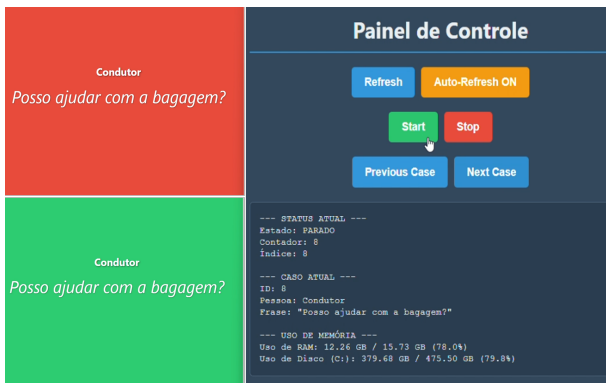 Condutor
Posso ajudar com a bagagem?
Condutor
Posso ajudar com a bagagem?
Painel de Controle
Refresh
Auto-Refresh ON
Start
Stop
Previous Case
Next Case
--- STATUS ATUAL ---
Estado: PARADO
Contador: 8
Índice: 8
--- CASO ATUAL ---
ID: 8
Pessoa: Condutor
Frase: "Posso ajudar com a bagagem?"
--- USO DE MEMÓRIA ---
Uso de RAM: 12.26 GB / 15.73 GB (78.0%)
Uso de Disco (C:): 379.68 GB / 475.50 GB (79.8%)